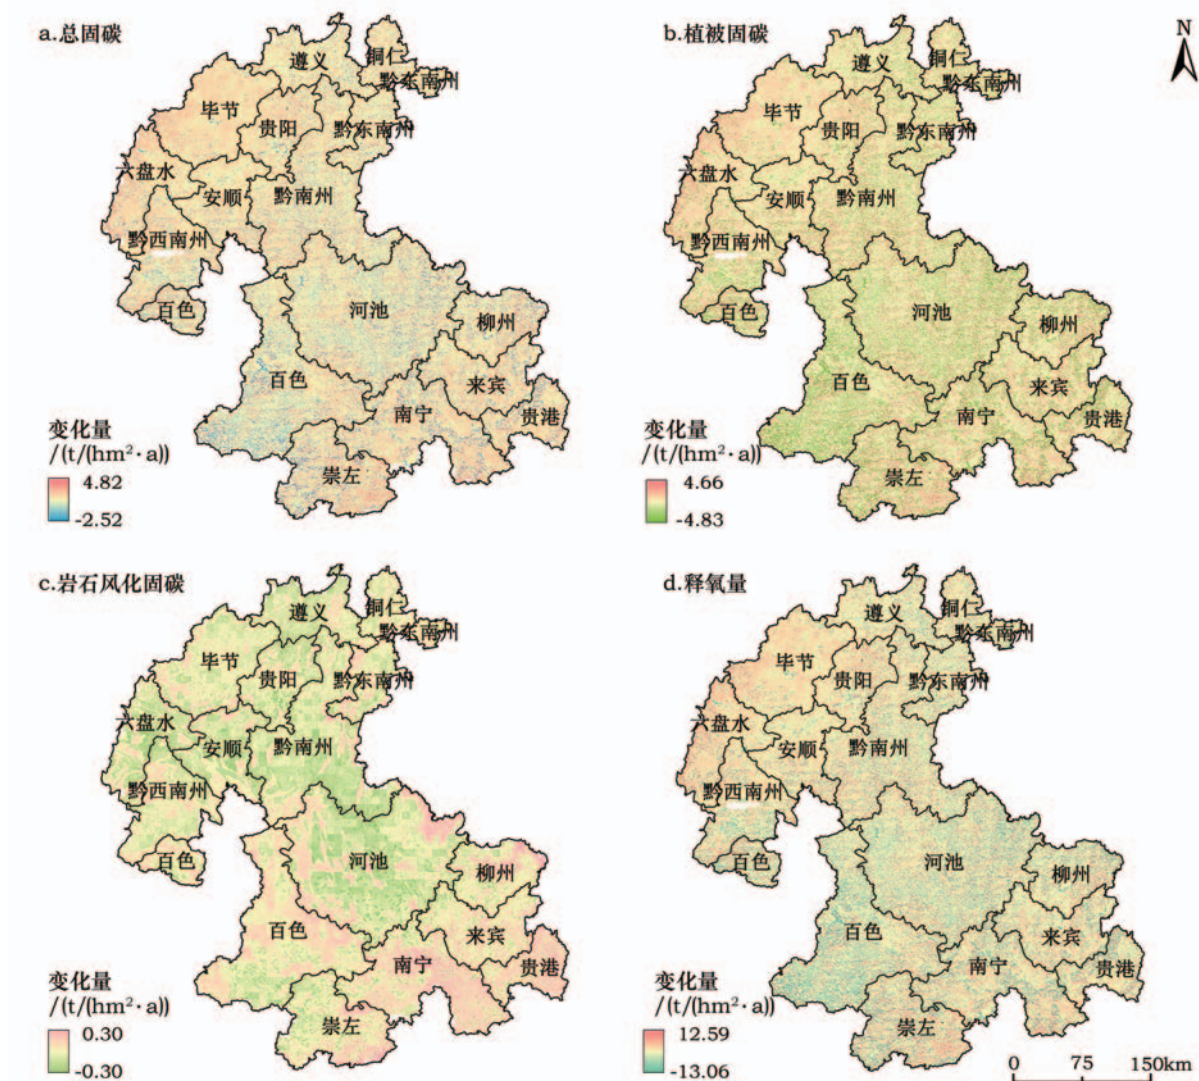 a.总固碳
遵义
铜仁
黔东南州
毕节
贵阳
黔东南州
六盘水
安顺
黔南州
黔西南州
百色
河池
柳州
百色
来宾
南宁
贵港
崇左
变化量
/(t/(hm²·a))
4.82
-2.52
b.植被固碳
N
遵义
铜仁
黔东南州
毕节
贵阳
黔东南州
六盘水
安顺
黔南州
黔西南州
百色
河池
柳州
百色
来宾
南宁
贵港
崇左
变化量
/(t/(hm²·a))
4.66
-4.83
c.岩石风化固碳
遵义
铜仁
黔东南州
毕节
贵阳
黔东南州
六盘水
安顺
黔南州
黔西南州
百色
河池
柳州
百色
来宾
南宁
贵港
崇左
变化量
/(t/(hm²·a))
0.30
-0.30
d.释氧量
遵义
铜仁
黔东南州
毕节
贵阳
黔东南州
六盘水
安顺
黔南州
黔西南州
百色
河池
柳州
百色
来宾
南宁
贵港
崇左
变化量
/(t/(hm²·a))
12.59
-13.06
0 75 150km